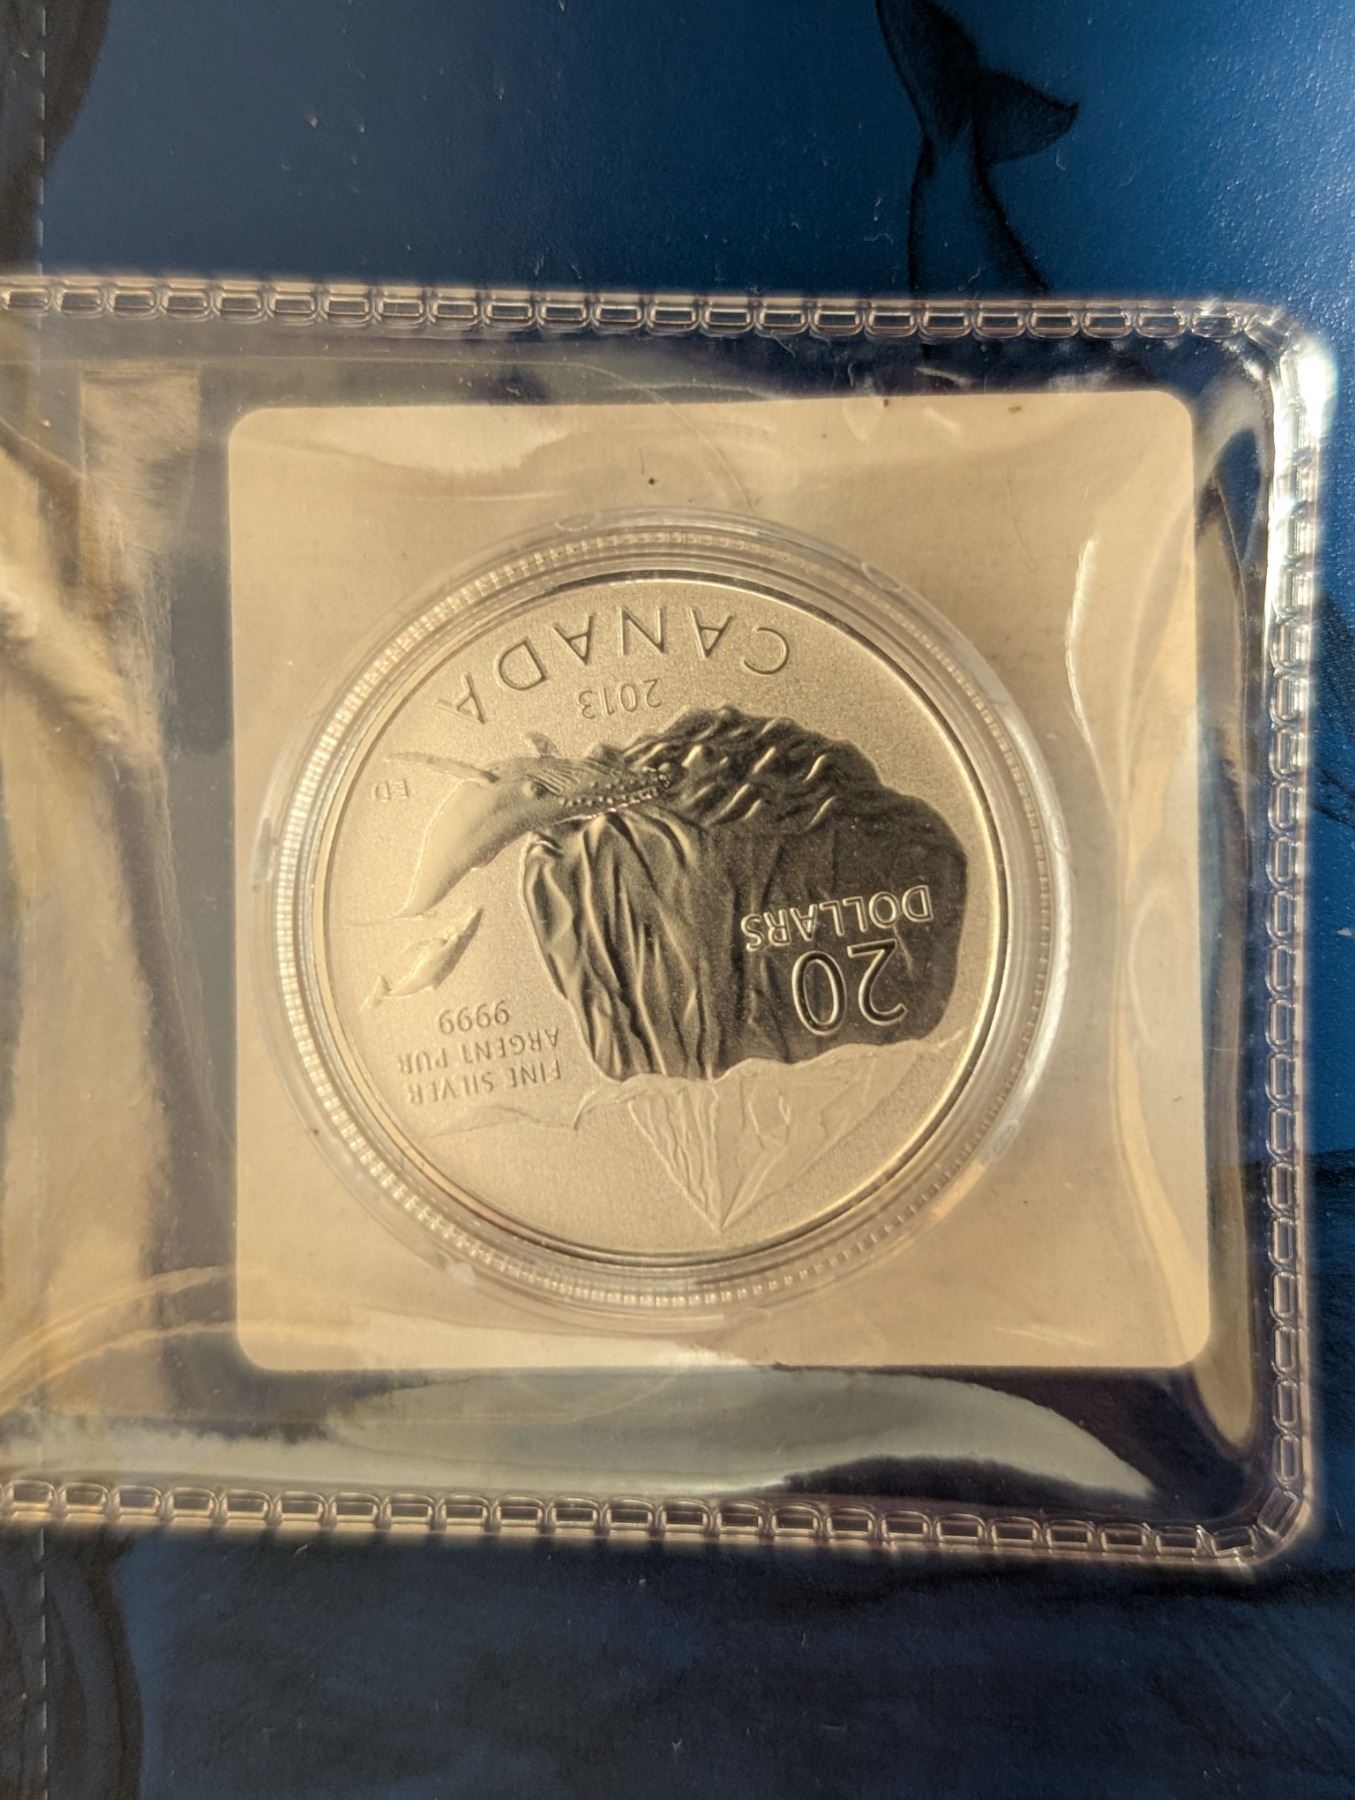 FINE SILVER
ARGENT PUR
9999
20
DOLLARS
ED
2013
CANADA